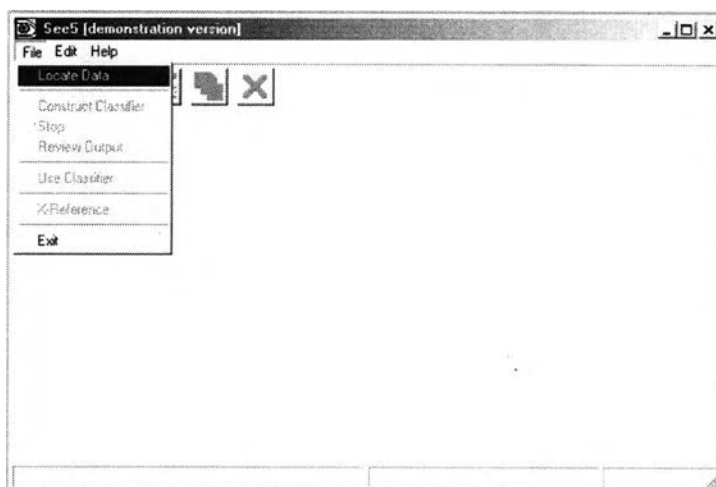 See5 [demonstration version]
File Edit Help
Locate Data
Construct Classifier
Stop
Review Output
Use Classifier
X-Reference
Exit